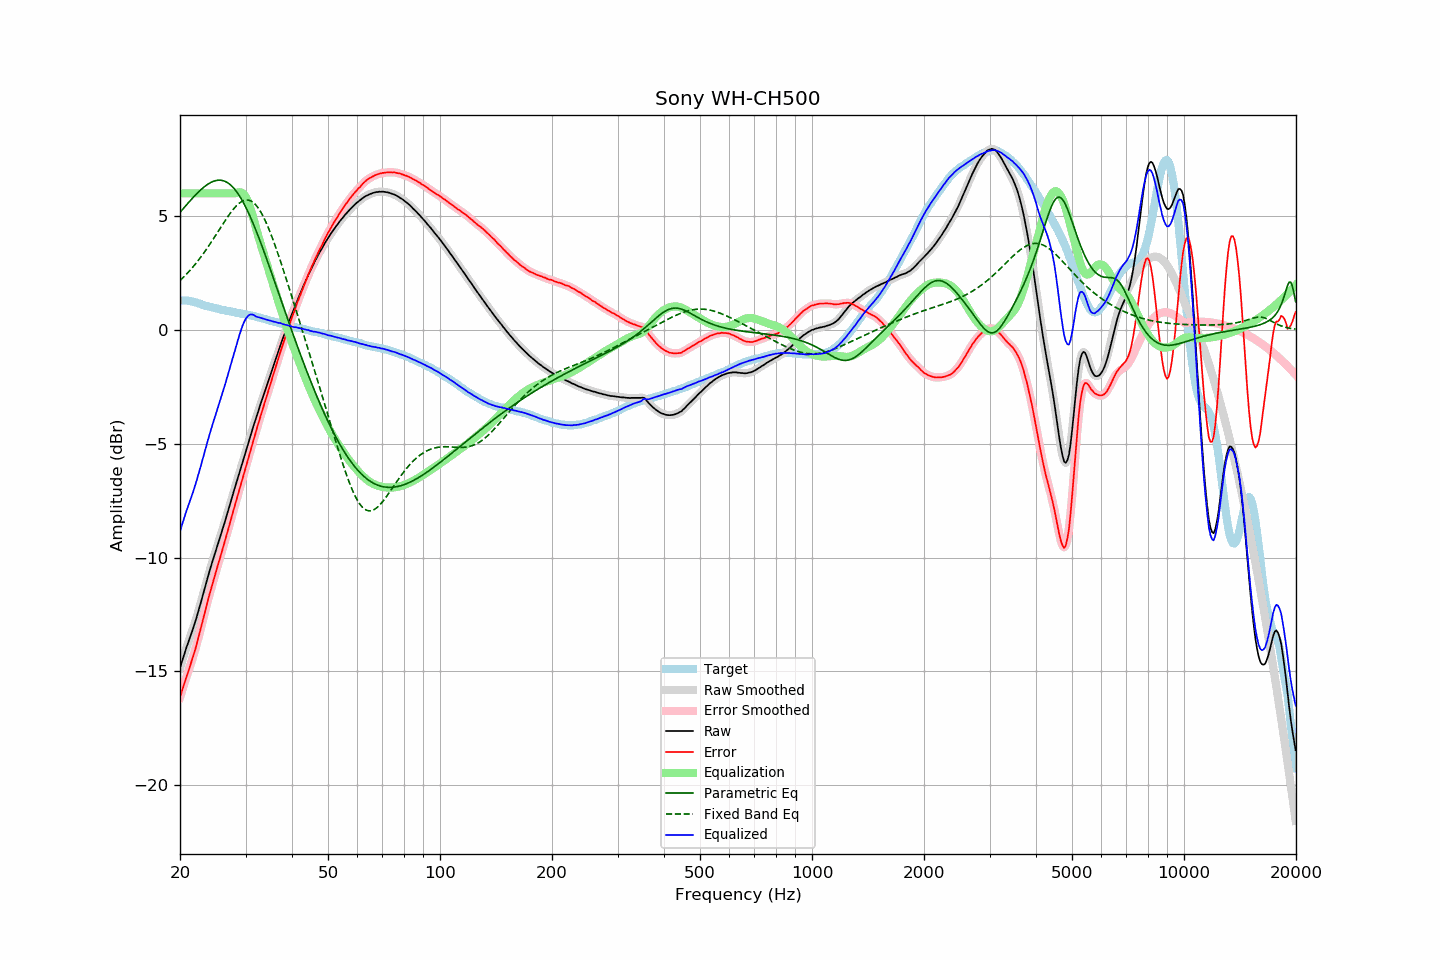 Sony WH-CH500
Amplitude (dBr)
5
0
−5
−10
−15
−20
Target
Raw Smoothed
Error Smoothed
Raw
Error
Equalization
Parametric Eq
Fixed Band Eq
Equalized
20 50 100 200 500 1000 2000 5000 10000 20000
Frequency (Hz)